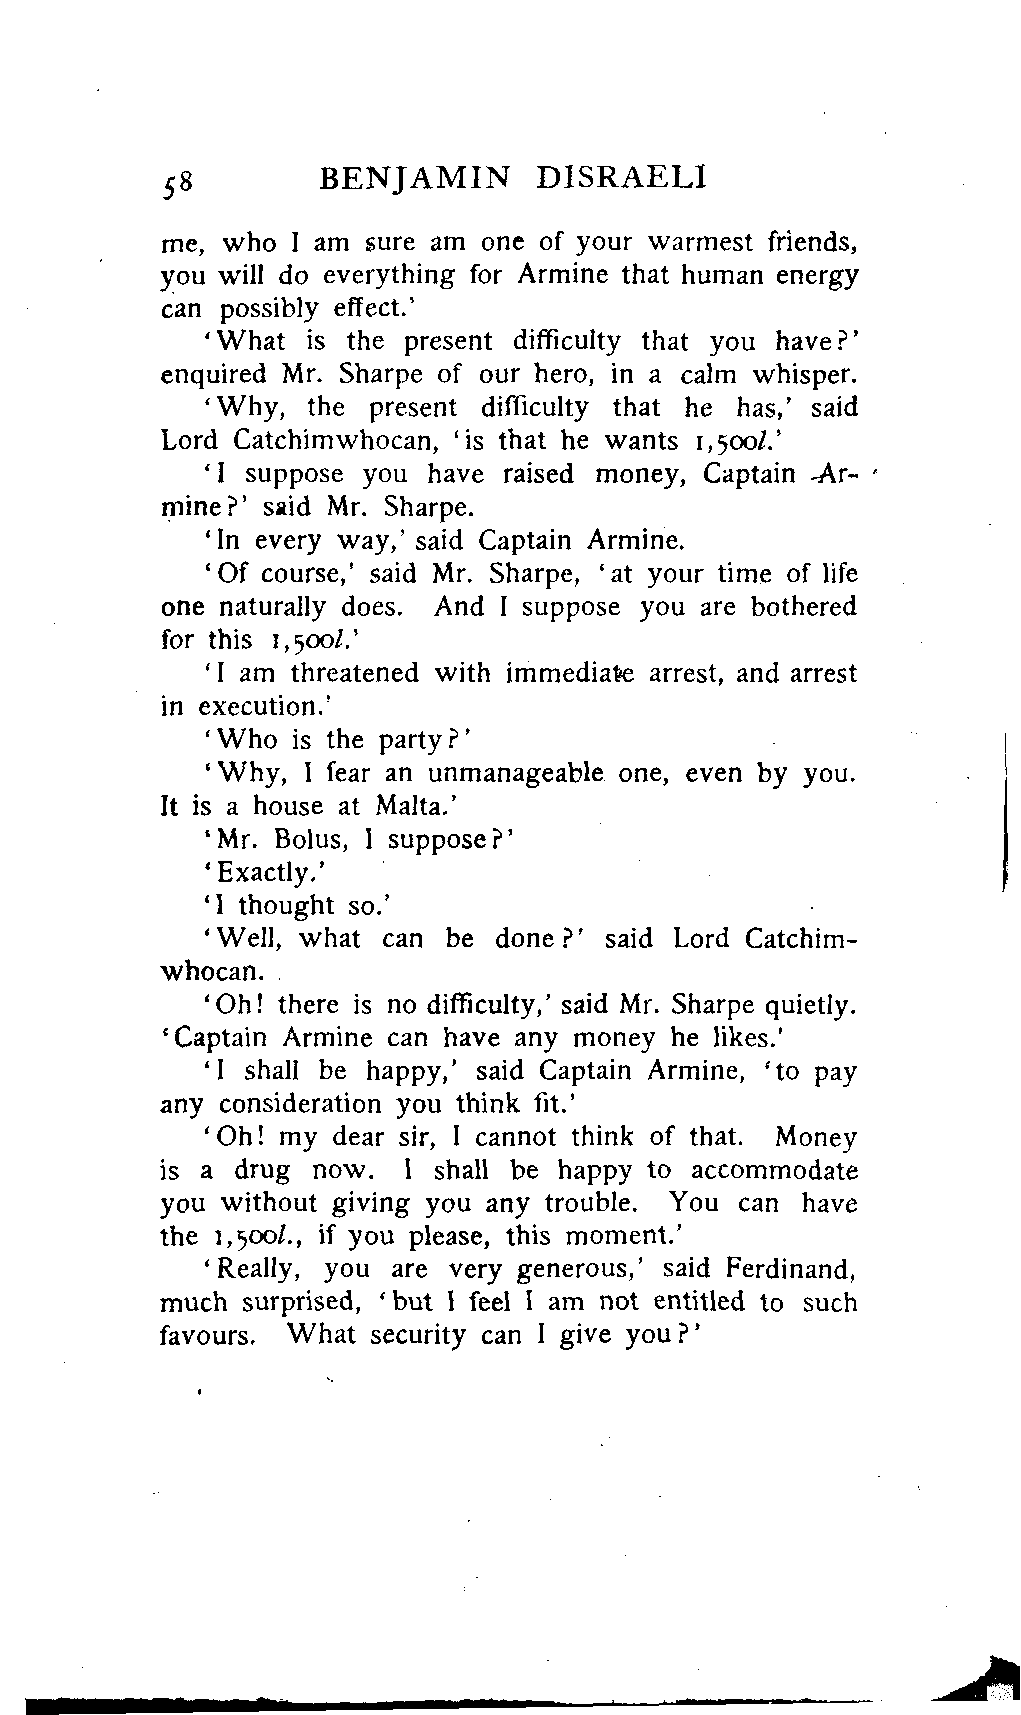 58 BENJAMIN DISRAELI
me, who I am sure am one of your warmest friends,
you will do everything for Armine that human energy
can possibly effect.'
‘What is the present difficulty that you have?’
enquired Mr. Sharpe of our hero, in a calm whisper.
‘Why, the present difficulty that he has,’ said
Lord Catchimwhocan, ‘is that he wants 1,500l.’
‘I suppose you have raised money, Captain Ar-
mine?’ said Mr. Sharpe.
‘In every way,’ said Captain Armine.
‘Of course,’ said Mr. Sharpe, ‘at your time of life
one naturally does. And I suppose you are bothered
for this 1,500l.’
‘I am threatened with immediate arrest, and arrest
in execution.’
‘Who is the party?’
‘Why, I fear an unmanageable one, even by you.
It is a house at Malta.’
‘Mr. Bolus, I suppose?’
‘Exactly.’
‘I thought so.’
‘Well, what can be done?’ said Lord Catchim-
whocan.
‘Oh! there is no difficulty,’ said Mr. Sharpe quietly.
‘Captain Armine can have any money he likes.’
‘I shall be happy,’ said Captain Armine, ‘to pay
any consideration you think fit.’
‘Oh! my dear sir, I cannot think of that. Money
is a drug now. I shall be happy to accommodate
you without giving you any trouble. You can have
the 1,500l., if you please, this moment.’
‘Really, you are very generous,’ said Ferdinand,
much surprised, ‘but I feel I am not entitled to such
favours. What security can I give you?’